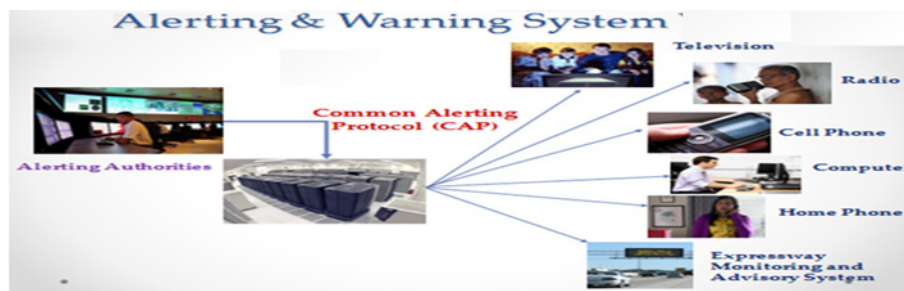 Alerting & Warning System
Television
Radio
Common Alerting
Protocol (CAP)
Cell Phone
Alerting Authorities
Compute
Home Phone
Expressway
Monitoring and
Advisory System